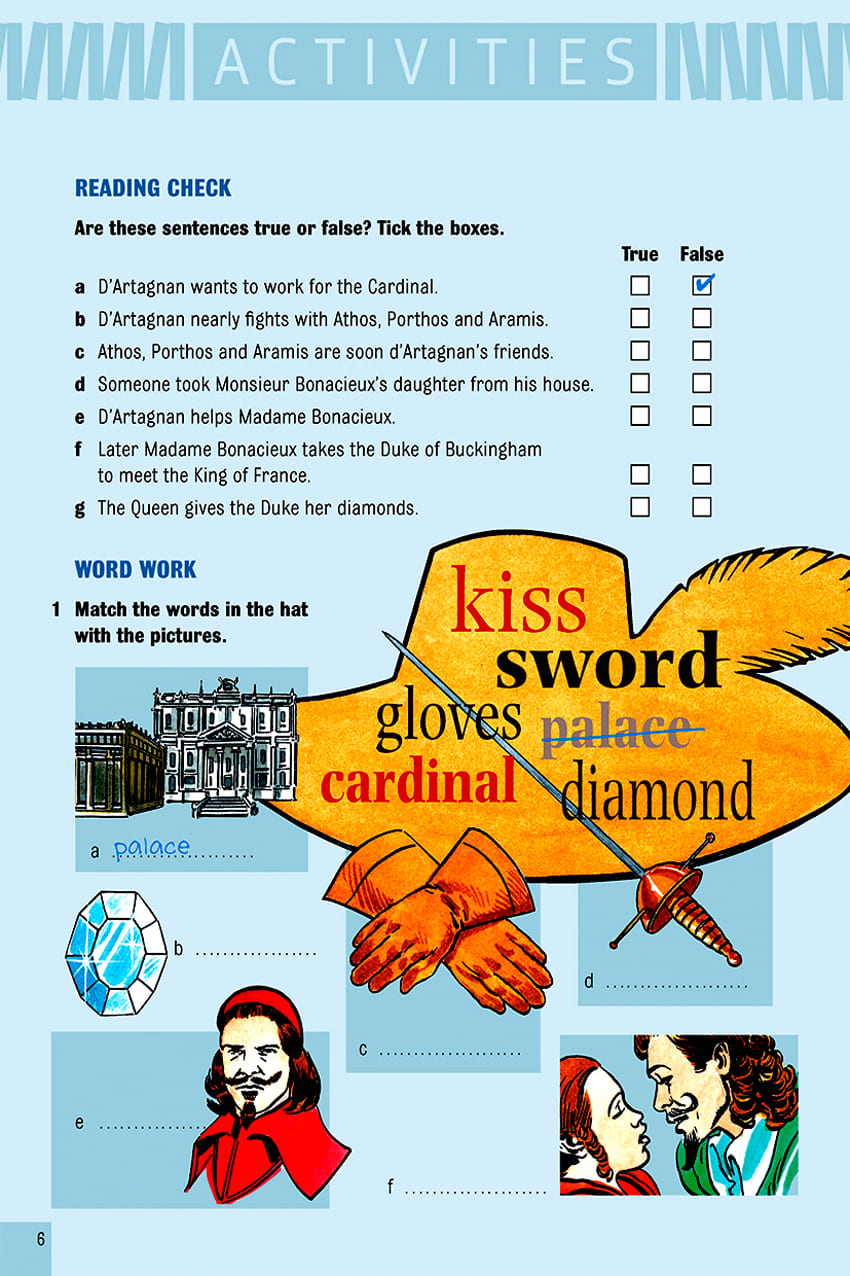 ACTIVITIES
READING CHECK
Are these sentences true or false? Tick the boxes.
True False
a D'Artagnan wants to work for the Cardinal.
b D'Artagnan nearly fights with Athos, Porthos and Aramis.
c Athos, Porthos and Aramis are soon d'Artagnan's friends.
d Someone took Monsieur Bonacieux's daughter from his house.
e D'Artagnan helps Madame Bonacieux.
f Later Madame Bonacieux takes the Duke of Buckingham
to meet the King of France.
g The Queen gives the Duke her diamonds.
WORD WORK
1 Match the words in the hat
with the pictures.
kiss
sword
gloves palace
cardinal diamond
a palace
b ..................
c .....................
d .....................
e ................
f .....................
6